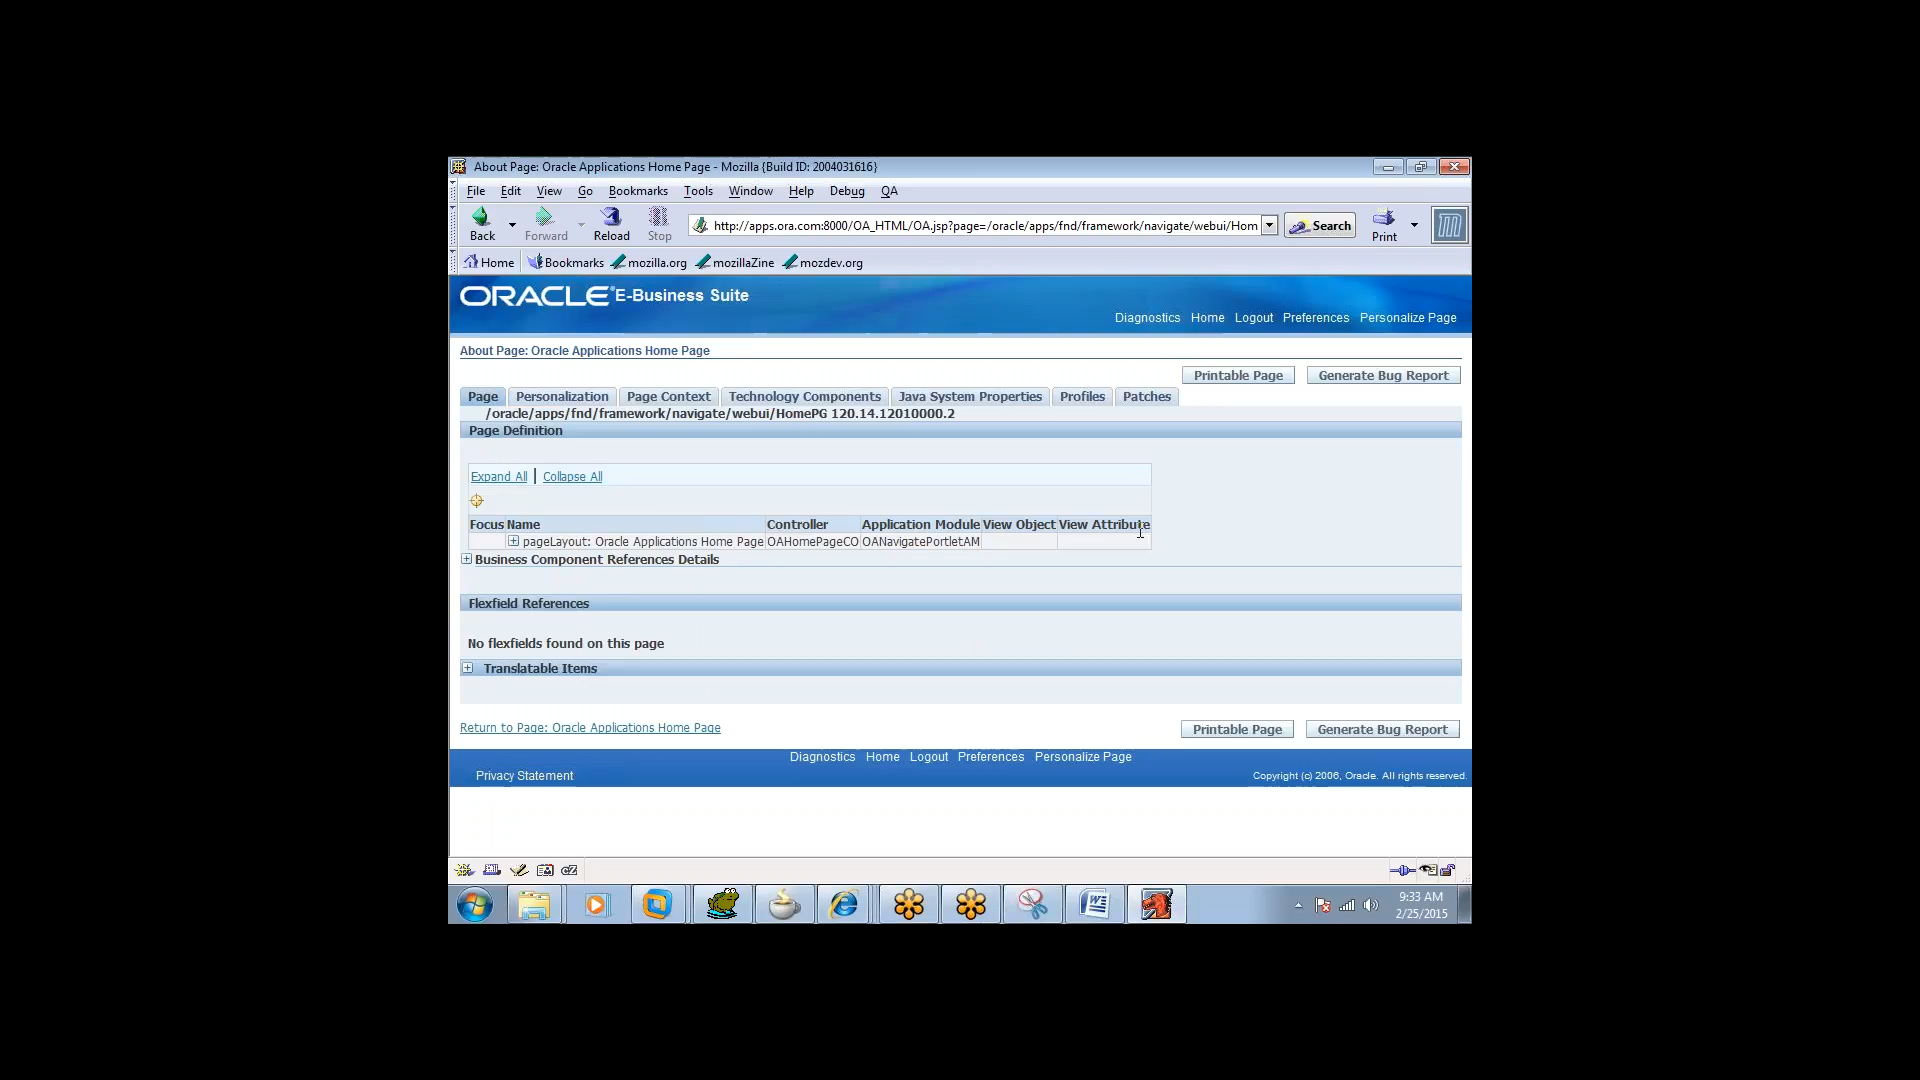 About Page: Oracle Applications Home Page - Mozilla {Build ID: 2004031616}
File Edit View Go Bookmarks Tools Window Help Debug QA
Back Forward Reload Stop http://apps.ora.com:8000/OA_HTML/OA.jsp?page=/oracle/apps/fnd/framework/navigate/webui/Hom Search Print
Home Bookmarks mozilla.org mozillaZine mozdev.org
ORACLE E-Business Suite
Diagnostics Home Logout Preferences Personalize Page
About Page: Oracle Applications Home Page
Printable Page Generate Bug Report
Page Personalization Page Context Technology Components Java System Properties Profiles Patches
/oracle/apps/fnd/framework/navigate/webui/HomePG 120.14.12010000.2
Page Definition
Expand All | Collapse All
Focus Name Controller Application Module View Object View Attribute
pageLayout: Oracle Applications Home Page OAHomePageCO OANavigatePortletAM
Business Component References Details
Flexfield References
No flexfields found on this page
Translatable Items
Return to Page: Oracle Applications Home Page Printable Page Generate Bug Report
Diagnostics Home Logout Preferences Personalize Page
Privacy Statement Copyright (c) 2006, Oracle. All rights reserved.
9:33 AM
2/25/2015